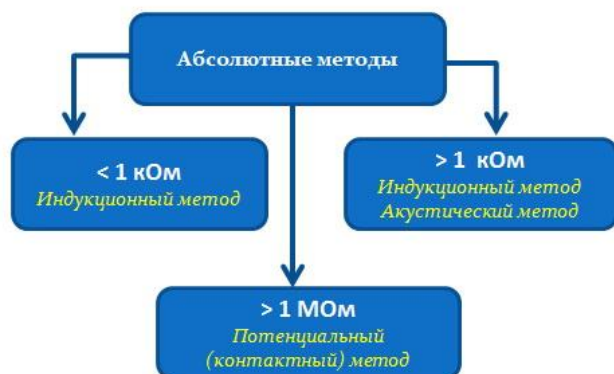 Абсолютные методы
< 1 кОм
Индукционный метод
> 1 кОм
Индукционный метод
Акустический метод
> 1 МОм
Потенциальный
(контактный) метод